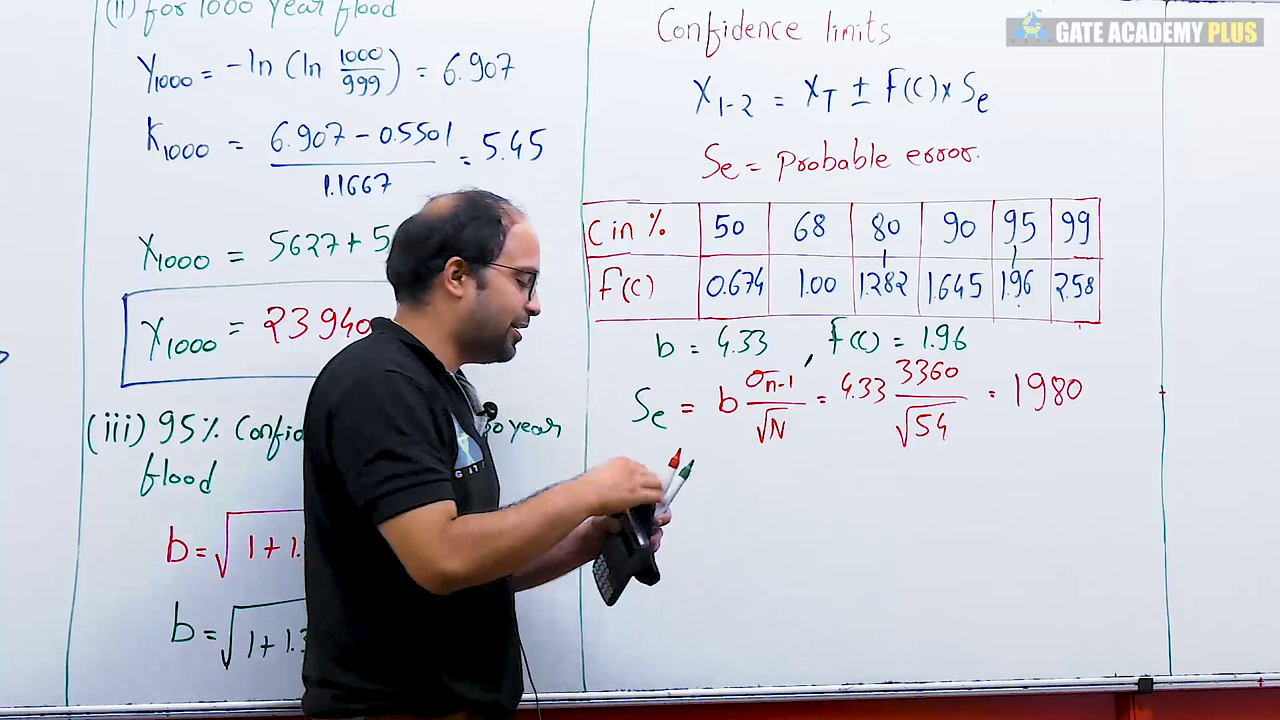 (ii) for 1000 year flood
Y1000 = -ln (ln 1000/999) = 6.907
K1000 = 6.907 - 0.5501 / 1.1667 = 5.45
X1000 = 5627 + 5
X1000 = 23940
(iii) 95% Confid 50 year
flood
b = √1 + 1.
b = √1 + 1.3
GATE ACADEMY PLUS
Confidence limits
X1-2 = XT ± f(C) x Se
Se = Probable error.
C in % 50 68 80 90 95 99
f(C) 0.674 1.00 1.282 1.645 1.96 2.58
b = 4.33 , f(C) = 1.96
Se = b σn-1/√N = 4.33 3360/√54 = 1980